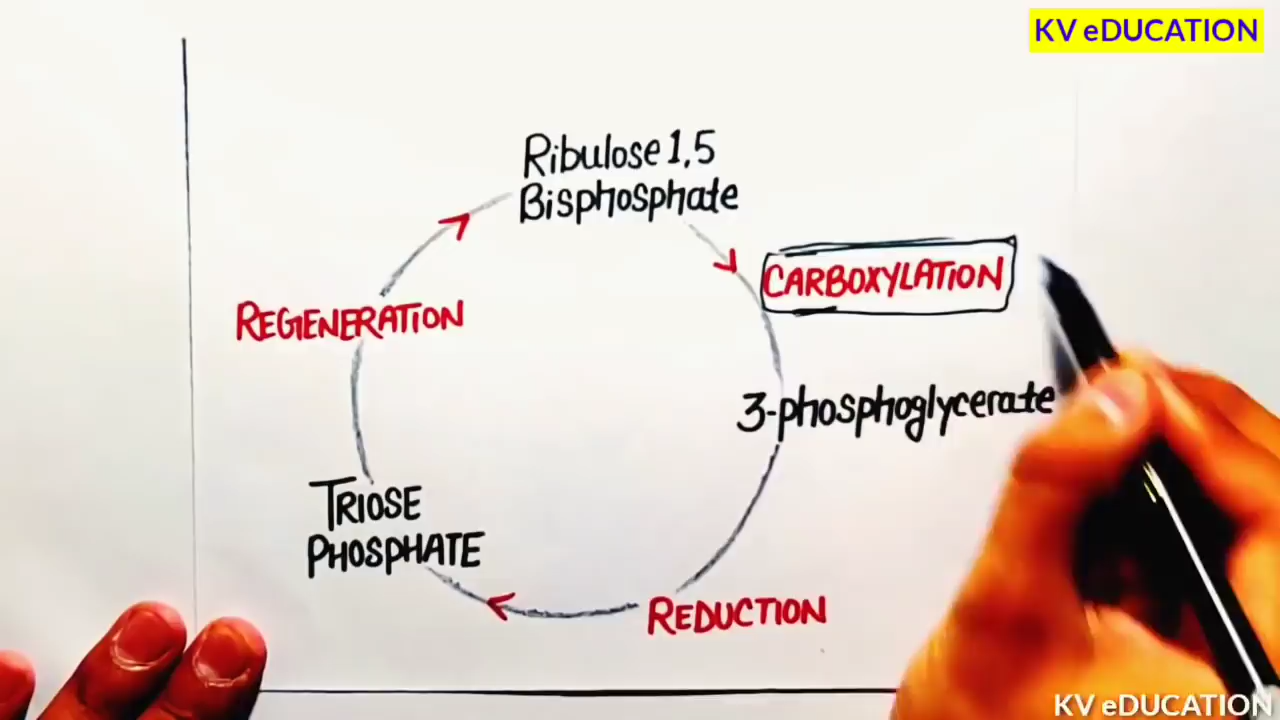 KV eDUCATION
Ribulose 1,5
Bisphosphate
CARBOXYLATION
REGENERATION
3-phosphoglycerate
TRIOSE
PHOSPHATE
REDUCTION
KV eDUCATION